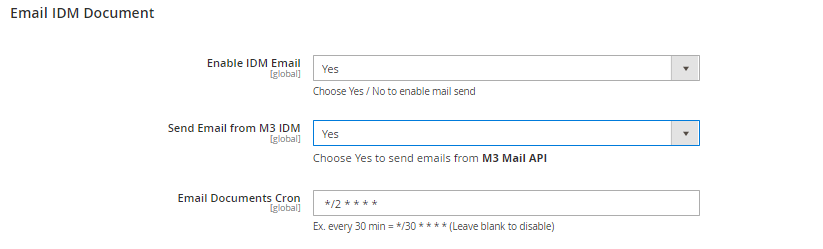 Email IDM Document
Enable IDM Email
[global]
Yes
Choose Yes / No to enable mail send
Send Email from M3 IDM
[global]
Yes
Choose Yes to send emails from M3 Mail API
Email Documents Cron
[global]
*/2 * * * *
Ex. every 30 min = */30 * * * * (Leave blank to disable)